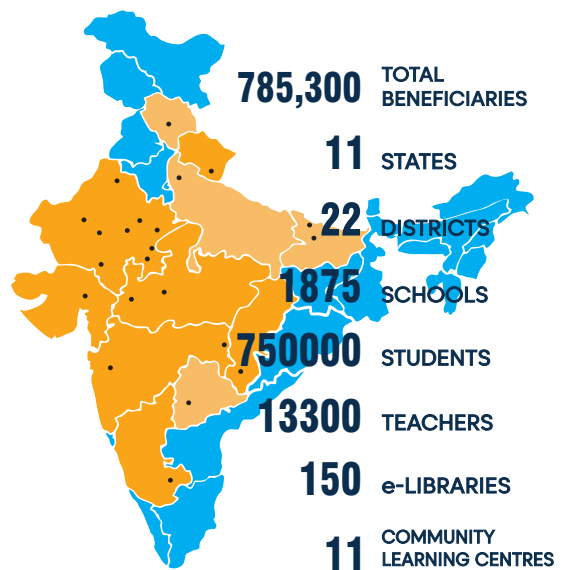 785,300 TOTAL
BENEFICIARIES
11 STATES
22 DISTRICTS
1875 SCHOOLS
750000 STUDENTS
13300 TEACHERS
150 e-LIBRARIES
11 COMMUNITY
LEARNING CENTRES